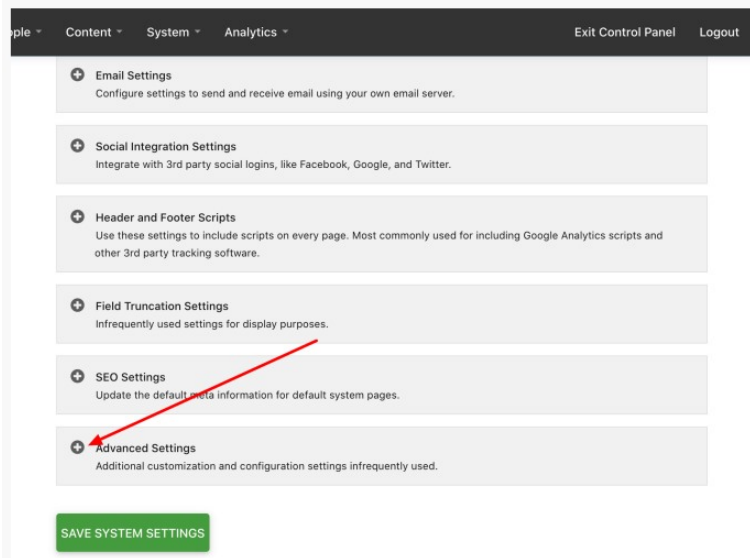 ople Content System Analytics Exit Control Panel Logout
Email Settings
Configure settings to send and receive email using your own email server.
Social Integration Settings
Integrate with 3rd party social logins, like Facebook, Google, and Twitter.
Header and Footer Scripts
Use these settings to include scripts on every page. Most commonly used for including Google Analytics scripts and
other 3rd party tracking software.
Field Truncation Settings
Infrequently used settings for display purposes.
SEO Settings
Update the default meta information for default system pages.
Advanced Settings
Additional customization and configuration settings infrequently used.
SAVE SYSTEM SETTINGS